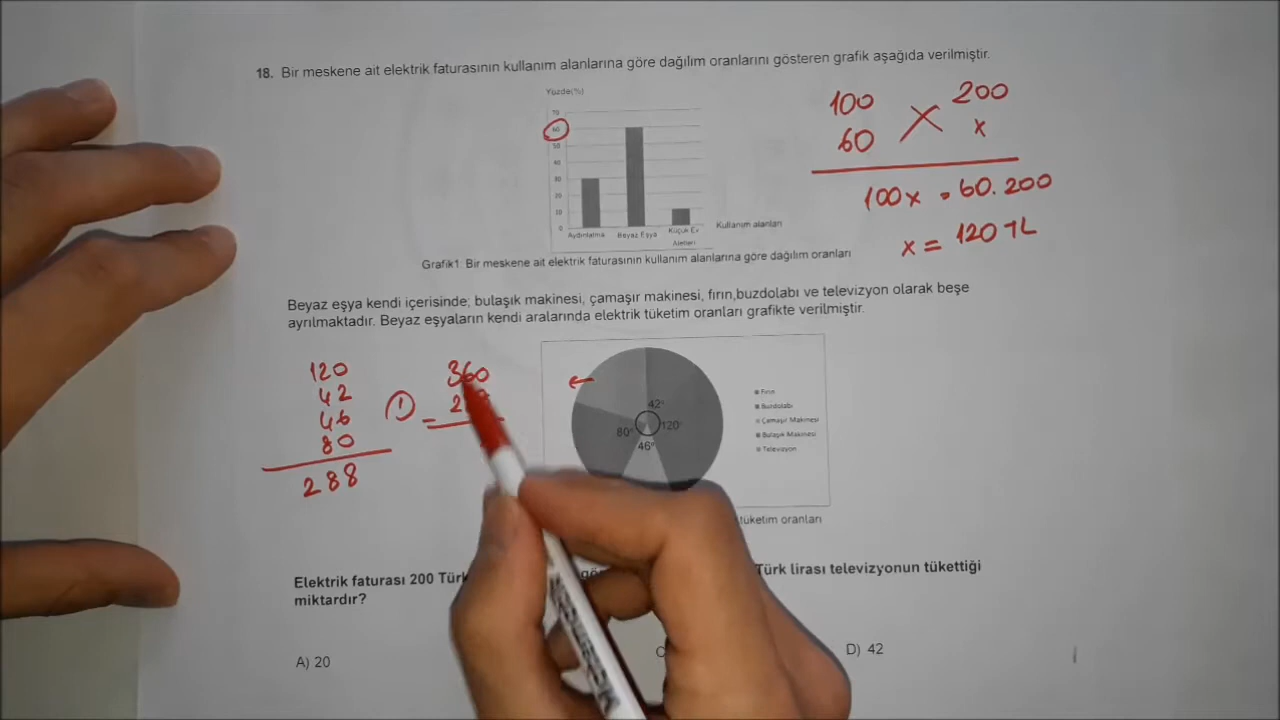 18. Bir meskene ait elektrik faturasının kullanım alanlarına göre dağılım oranlarını gösteren grafik aşağıda verilmiştir.
Yüzde(%)
70
60
50
40
30
20
10
0
Aydınlatma Beyaz Eşya Küçük Ev Aletleri
Kullanım alanları
Grafik1: Bir meskene ait elektrik faturasının kullanım alanlarına göre dağılım oranları
100 200
60 x
100x = 60.200
x = 120 TL
Beyaz eşya kendi içerisinde; bulaşık makinesi, çamaşır makinesi, fırın,buzdolabı ve televizyon olarak beşe
ayrılmaktadır. Beyaz eşyaların kendi aralarında elektrik tüketim oranları grafikte verilmiştir.
120
42
46
80
288
1
360
42°
120°
80°
46°
Fırın
Buzdolabı
Çamaşır Makinesi
Bulaşık Makinesi
Televizyon
tüketim oranları
Elektrik faturası 200 Türk Türk lirası televizyonun tükettiği
miktardır?
A) 20 D) 42